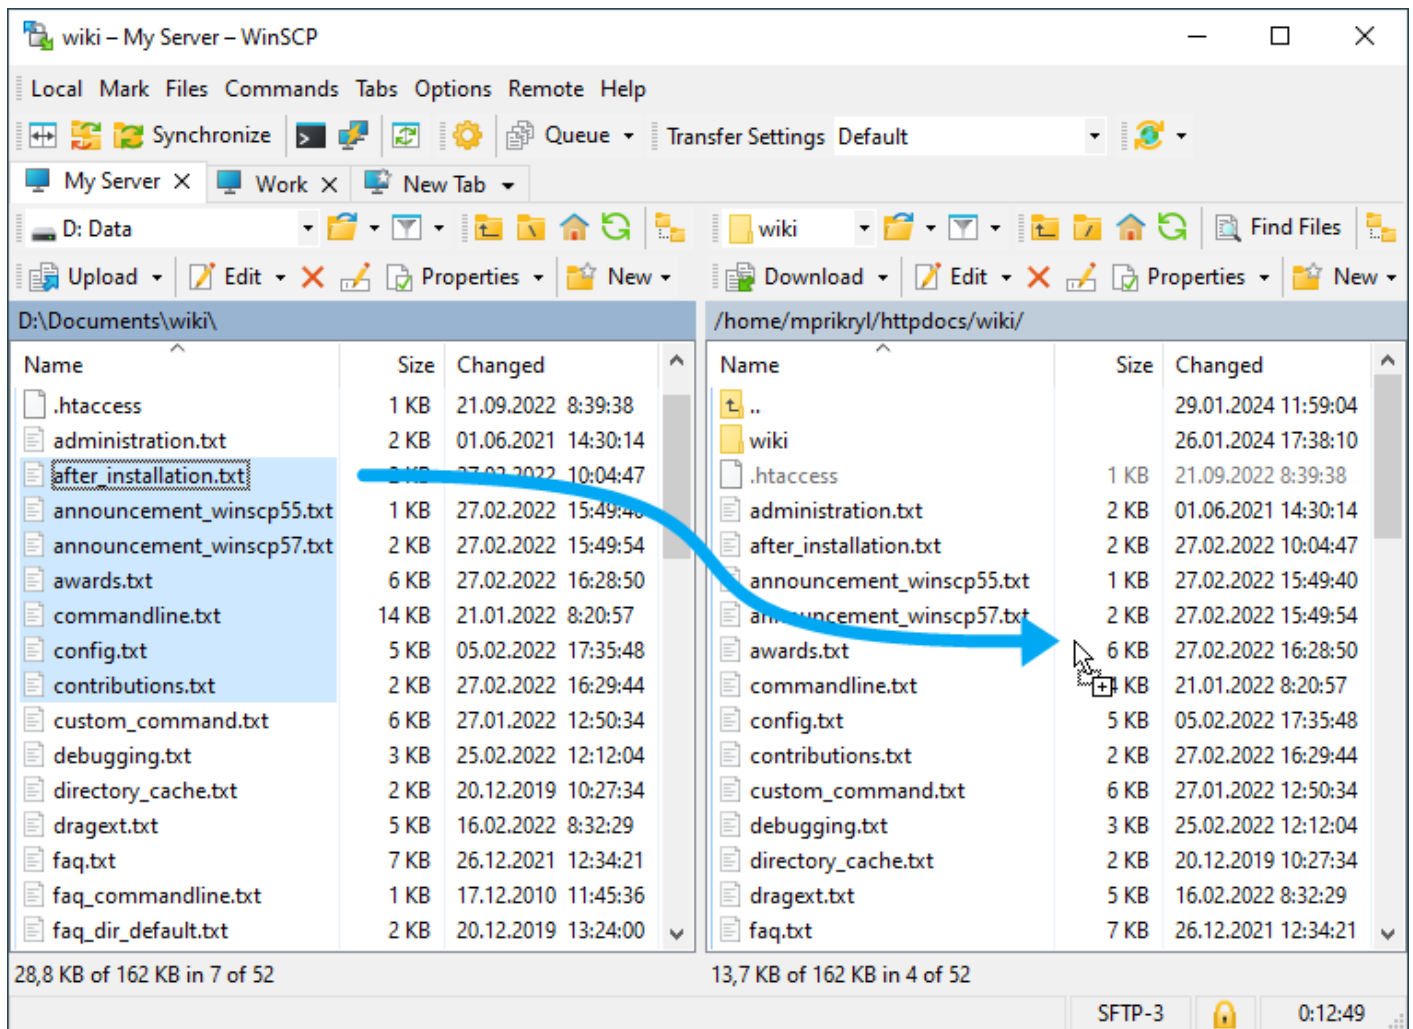 wiki – My Server – WinSCP
Local Mark Files Commands Tabs Options Remote Help
Synchronize Queue Transfer Settings Default
My Server Work New Tab
D: Data wiki Find Files
Upload Edit Properties New Download Edit Properties New
D:\Documents\wiki\ /home/mprikryl/httpdocs/wiki/
Name Size Changed Name Size Changed
.htaccess 1 KB 21.09.2022 8:39:38 .. 29.01.2024 11:59:04
administration.txt 2 KB 01.06.2021 14:30:14 wiki 26.01.2024 17:38:10
after_installation.txt KB 27.02.2022 10:04:47 .htaccess 1 KB 21.09.2022 8:39:38
announcement_winscp55.txt 1 KB 27.02.2022 15:49:40 administration.txt 2 KB 01.06.2021 14:30:14
announcement_winscp57.txt 2 KB 27.02.2022 15:49:54 after_installation.txt 2 KB 27.02.2022 10:04:47
awards.txt 6 KB 27.02.2022 16:28:50 announcement_winscp55.txt 1 KB 27.02.2022 15:49:40
commandline.txt 14 KB 21.01.2022 8:20:57 announcement_winscp57.txt 2 KB 27.02.2022 15:49:54
config.txt 5 KB 05.02.2022 17:35:48 awards.txt 6 KB 27.02.2022 16:28:50
contributions.txt 2 KB 27.02.2022 16:29:44 commandline.txt 4 KB 21.01.2022 8:20:57
custom_command.txt 6 KB 27.01.2022 12:50:34 config.txt 5 KB 05.02.2022 17:35:48
debugging.txt 3 KB 25.02.2022 12:12:04 contributions.txt 2 KB 27.02.2022 16:29:44
directory_cache.txt 2 KB 20.12.2019 10:27:34 custom_command.txt 6 KB 27.01.2022 12:50:34
dragext.txt 5 KB 16.02.2022 8:32:29 debugging.txt 3 KB 25.02.2022 12:12:04
faq.txt 7 KB 26.12.2021 12:34:21 directory_cache.txt 2 KB 20.12.2019 10:27:34
faq_commandline.txt 1 KB 17.12.2010 11:45:36 dragext.txt 5 KB 16.02.2022 8:32:29
faq_dir_default.txt 2 KB 20.12.2019 13:24:00 faq.txt 7 KB 26.12.2021 12:34:21
28,8 KB of 162 KB in 7 of 52 13,7 KB of 162 KB in 4 of 52
SFTP-3 0:12:49